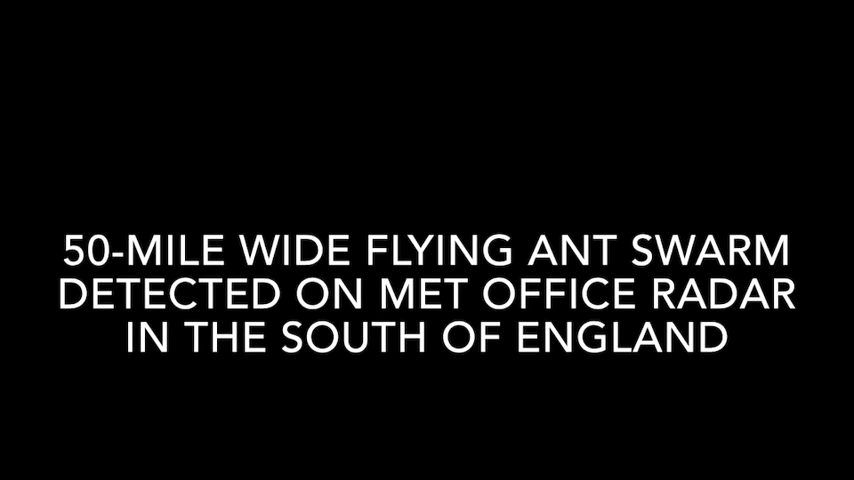 50-MILE WIDE FLYING ANT SWARM
DETECTED ON MET OFFICE RADAR
IN THE SOUTH OF ENGLAND